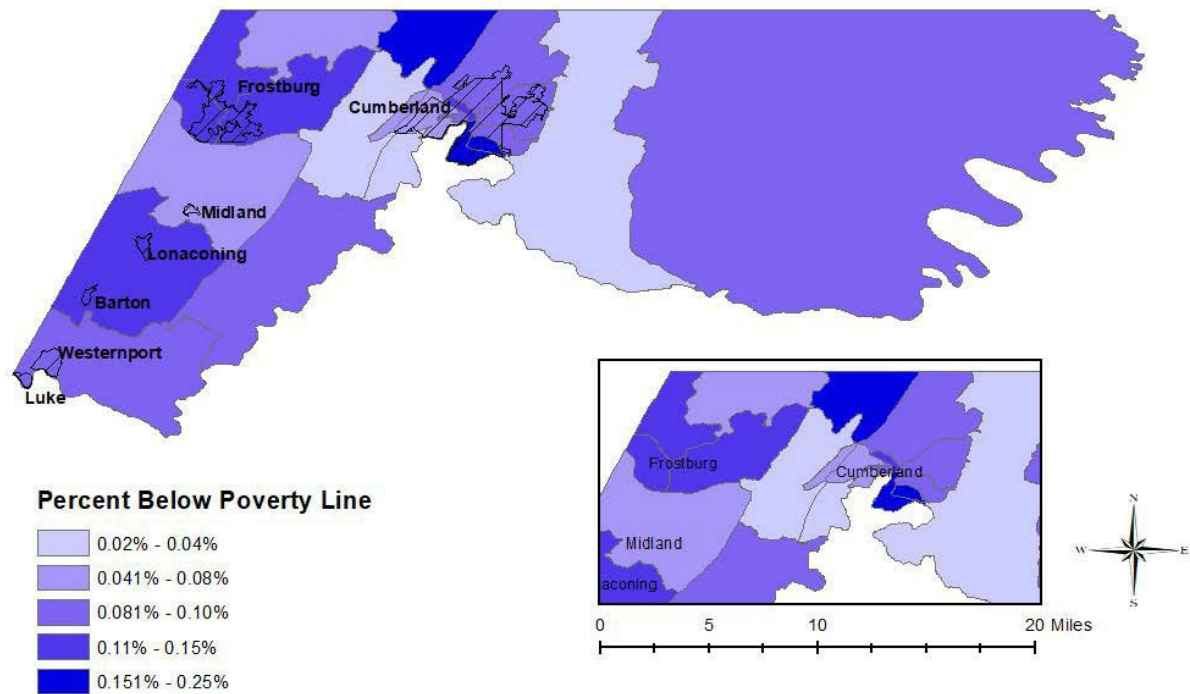 Frostburg
Cumberland
Midland
Lonaconing
Barton
Westernport
Luke
Percent Below Poverty Line
0.02% - 0.04%
0.041% - 0.08%
0.081% - 0.10%
0.11% - 0.15%
0.151% - 0.25%
Frostburg
Cumberland
Midland
aconing
N
W E
S
0 5 10 20 Miles